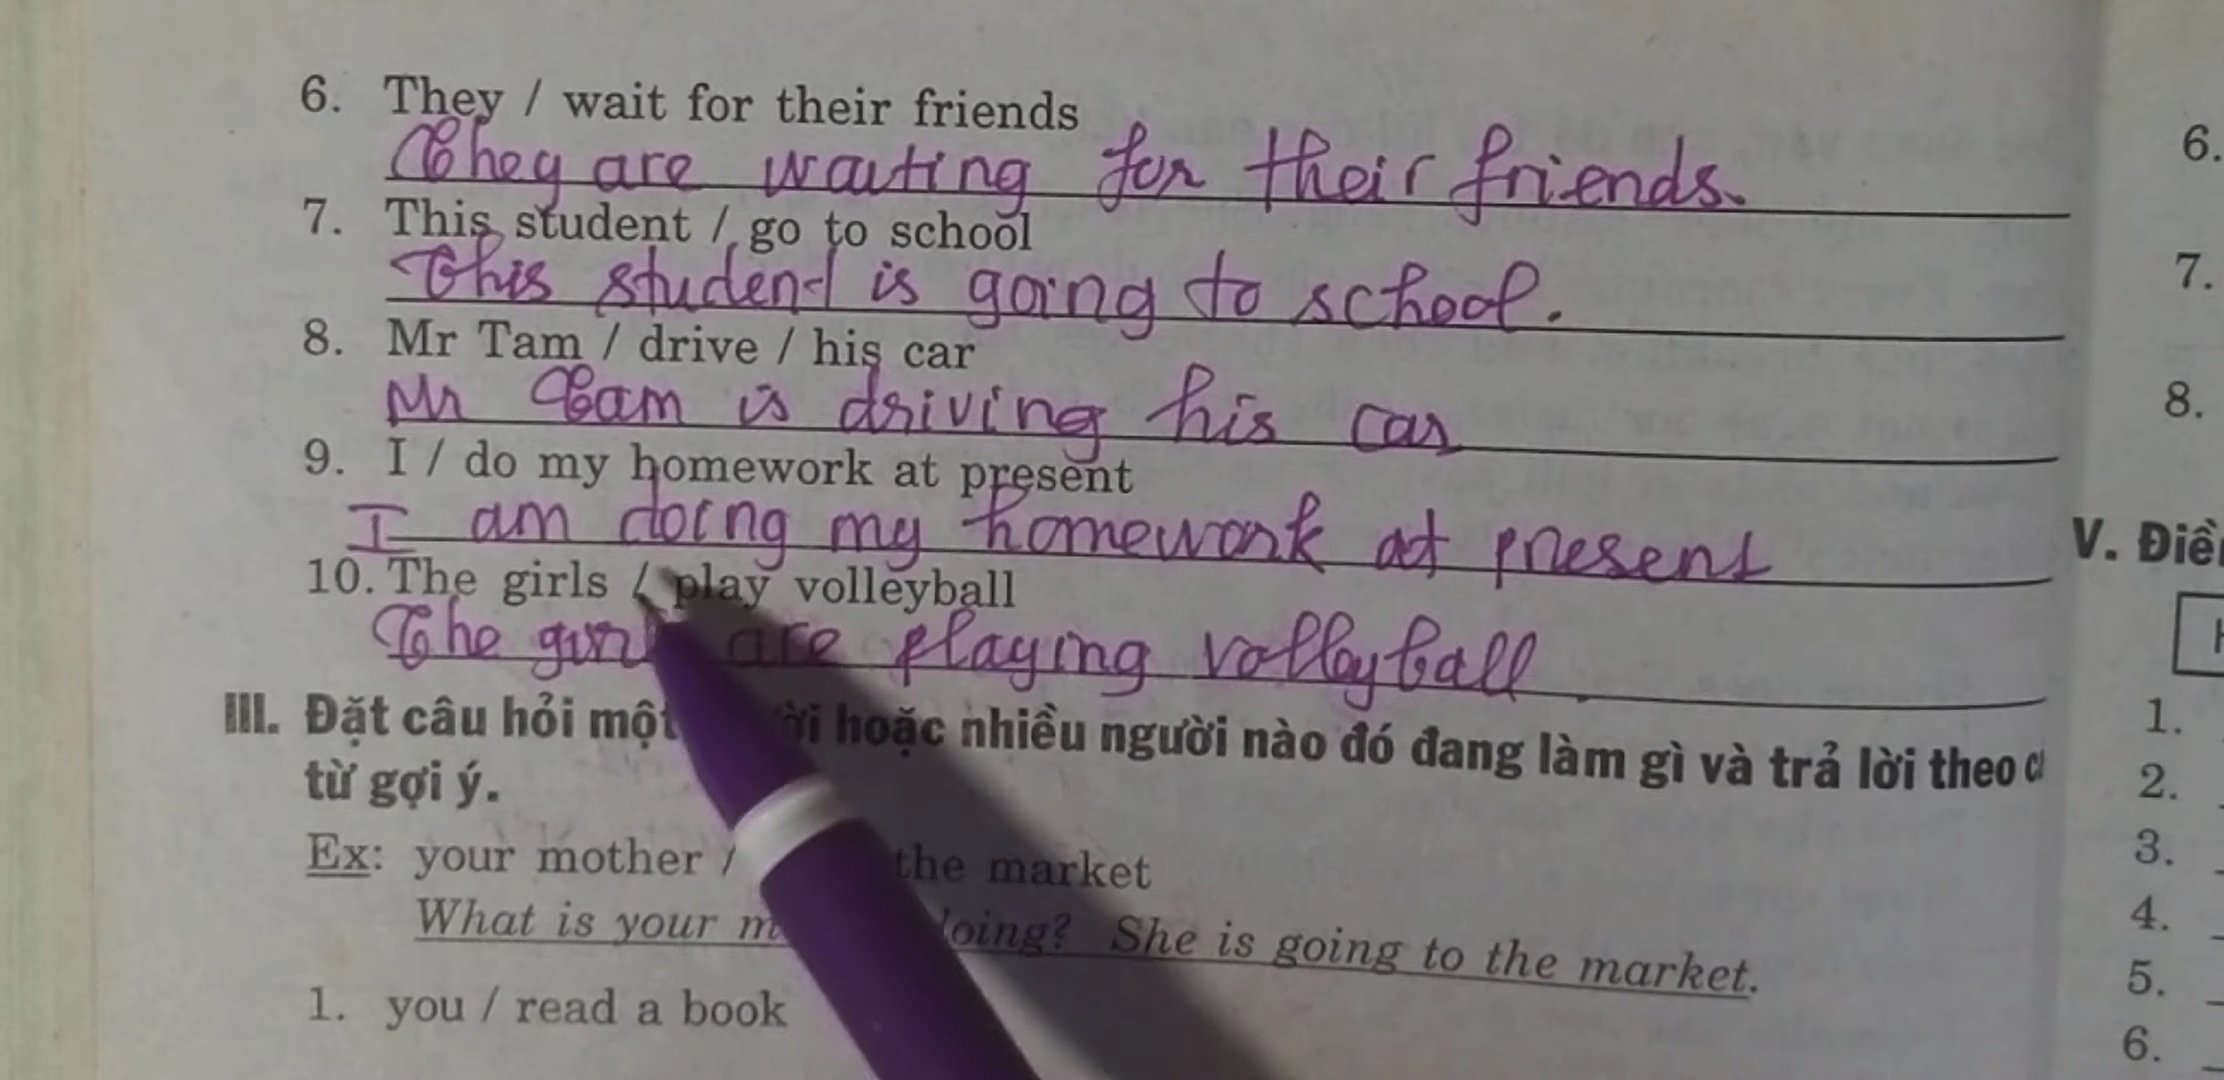 6. They / wait for their friends
They are waiting for their friends.
7. This student / go to school
This student is going to school.
8. Mr Tam / drive / his car
Mr Tam is driving his car
9. I / do my homework at present
I am doing my homework at present
10. The girls / play volleyball
The are playing volleyball
III. Đặt câu hỏi một hoặc nhiều người nào đó đang làm gì và trả lời theo
từ gợi ý.
Ex: your mother / the market
What is your doing? She is going to the market.
1. you / read a book
6.
7.
8.
V.
1.
2.
3.
4.
5.
6.